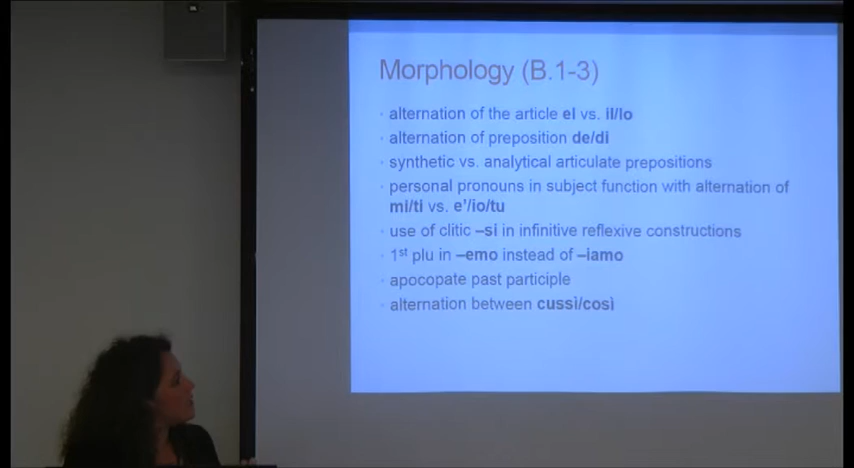 Morphology (B.1-3)
• alternation of the article el vs. il/lo
• alternation of preposition de/di
• synthetic vs. analytical articulate prepositions
• personal pronouns in subject function with alternation of
mi/ti vs. e'/io/tu
• use of clitic –si in infinitive reflexive constructions
• 1st plu in –emo instead of –iamo
• apocopate past participle
• alternation between cussì/così